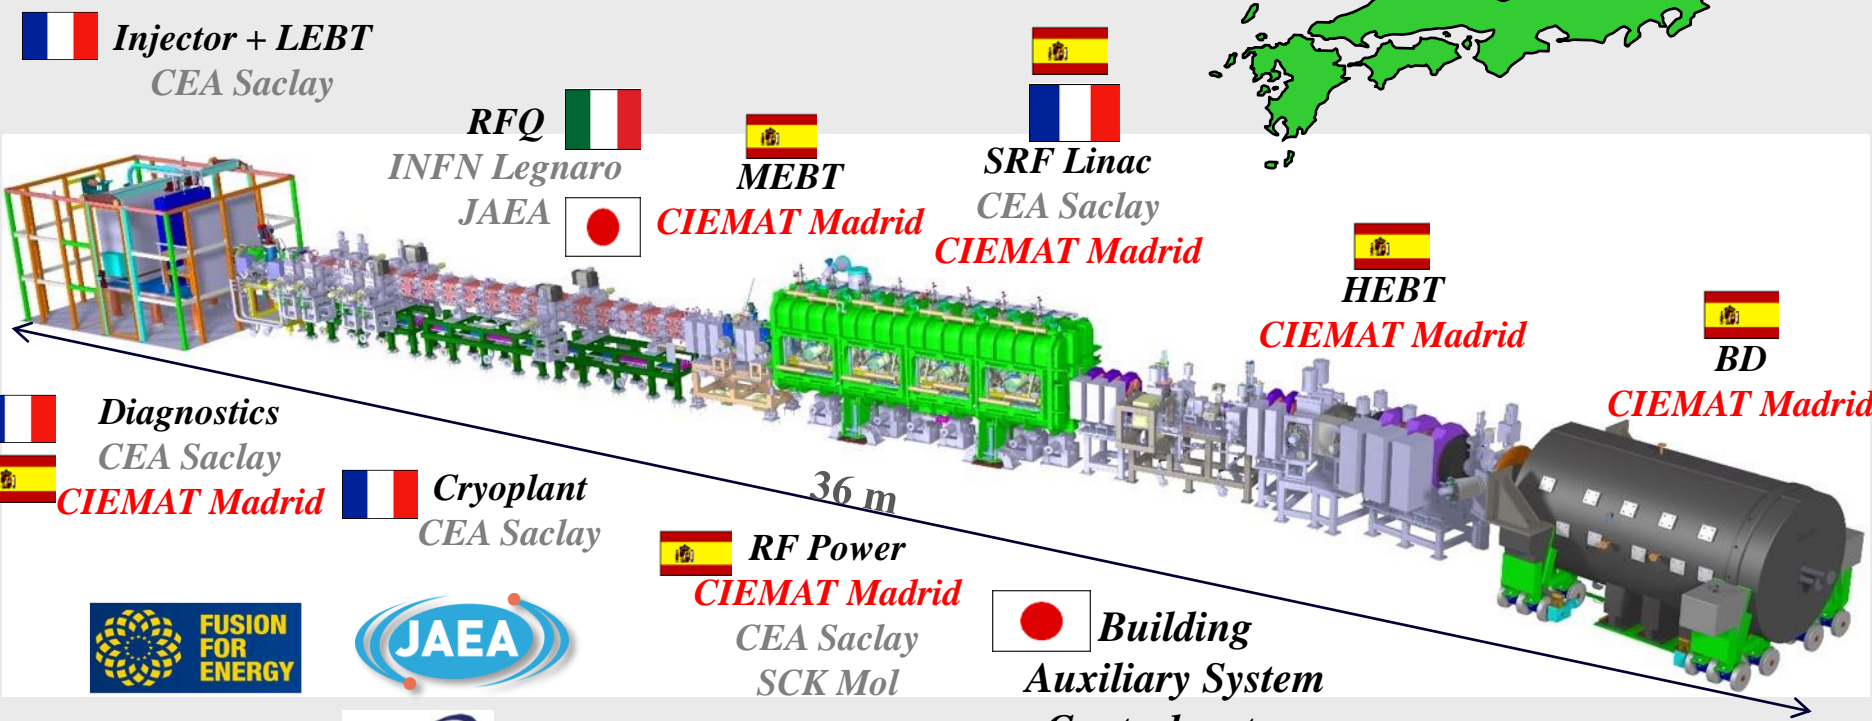 Injector + LEBT
CEA Saclay
RFQ
INFN Legnaro
JAEA
MEBT
CIEMAT Madrid
SRF Linac
CEA Saclay
CIEMAT Madrid
HEBT
CIEMAT Madrid
BD
CIEMAT Madrid
Diagnostics
CEA Saclay
CIEMAT Madrid
Cryoplant
CEA Saclay
36 m
RF Power
CIEMAT Madrid
CEA Saclay
SCK Mol
Building
Auxiliary System
FUSION
FOR
ENERGY
JAEA